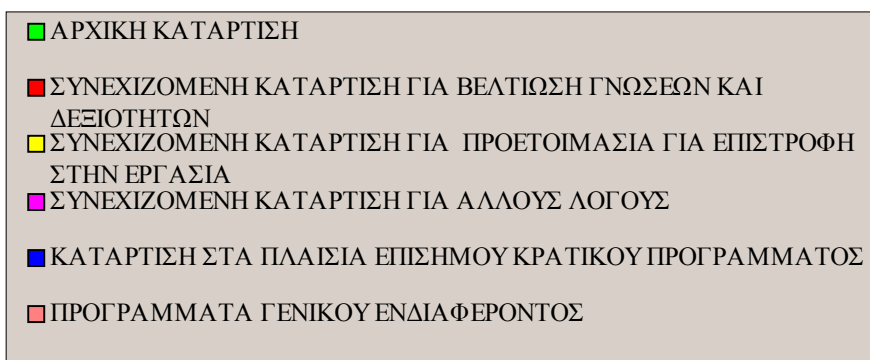 ΑΡΧΙΚΗ ΚΑΤΑΡΤΙΣΗ
ΣΥΝΕΧΙΖΟΜΕΝΗ ΚΑΤΑΡΤΙΣΗ ΓΙΑ ΒΕΛΤΙΩΣΗ ΓΝΩΣΕΩΝ ΚΑΙ
ΔΕΞΙΟΤΗΤΩΝ
ΣΥΝΕΧΙΖΟΜΕΝΗ ΚΑΤΑΡΤΙΣΗ ΓΙΑ ΠΡΟΕΤΟΙΜΑΣΙΑ ΓΙΑ ΕΠΙΣΤΡΟΦΗ
ΣΤΗΝ ΕΡΓΑΣΙΑ
ΣΥΝΕΧΙΖΟΜΕΝΗ ΚΑΤΑΡΤΙΣΗ ΓΙΑ ΑΛΛΟΥΣ ΛΟΓΟΥΣ
ΚΑΤΑΡΤΙΣΗ ΣΤΑ ΠΛΑΙΣΙΑ ΕΠΙΣΗΜΟΥ ΚΡΑΤΙΚΟΥ ΠΡΟΓΡΑΜΜΑΤΟΣ
ΠΡΟΓΡΑΜΜΑΤΑ ΓΕΝΙΚΟΥ ΕΝΔΙΑΦΕΡΟΝΤΟΣ